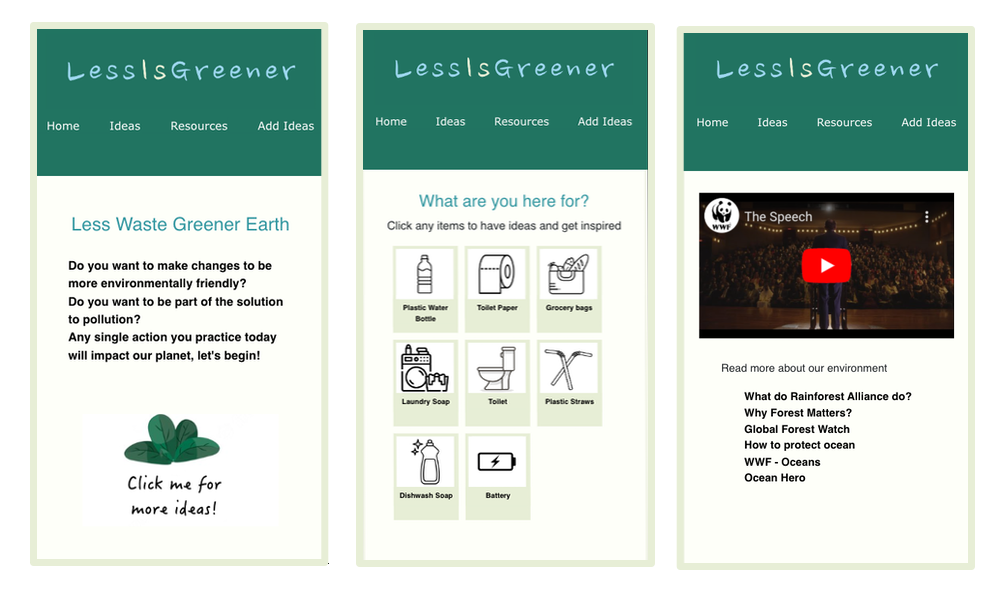 LessIsGreener
Home Ideas Resources Add Ideas
Less Waste Greener Earth
Do you want to make changes to be
more environmentally friendly?
Do you want to be part of the solution
to pollution?
Any single action you practice today
will impact our planet, let's begin!
Click me for
more ideas!
LessIsGreener
Home Ideas Resources Add Ideas
What are you here for?
Click any items to have ideas and get inspired
Plastic Water
Bottle
Toilet Paper
Grocery bags
Laundry Soap
Toilet
Plastic Straws
Dishwash Soap
Battery
LessIsGreener
Home Ideas Resources Add Ideas
WWF
The Speech
Read more about our environment
What do Rainforest Alliance do?
Why Forest Matters?
Global Forest Watch
How to protect ocean
WWF - Oceans
Ocean Hero